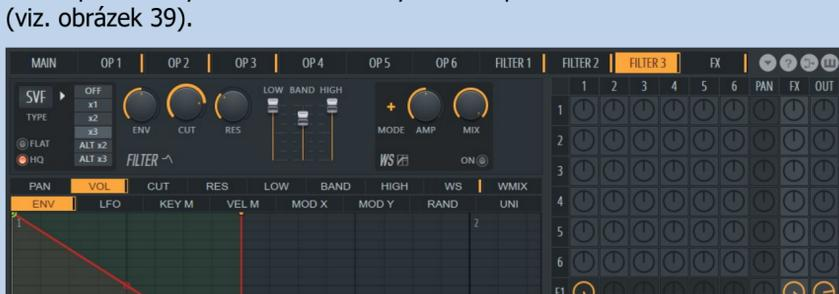 (viz. obrázek 39).
MAIN OP 1 OP 2 OP 3 OP 4 OP 5 OP 6 FILTER 1 FILTER 2 FILTER 3 FX
1 2 3 4 5 6 PAN FX OUT
SVF
TYPE
FLAT
HQ
OFF
x1
x2
x3
ALT x2
ALT x3
ENV CUT RES
FILTER
LOW BAND HIGH
MODE AMP MIX
WS ON
PAN VOL CUT RES LOW BAND HIGH WS WMIX
ENV LFO KEY M VEL M MOD X MOD Y RAND UNI
1 2
1
2
3
4
5
6
F1